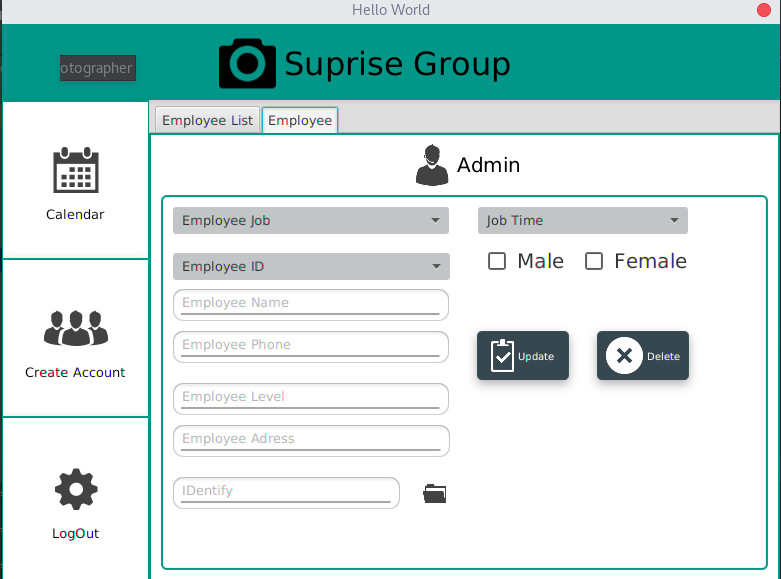 Hello World
otographer
Suprise Group
Employee List
Employee
Calendar
Create Account
LogOut
Admin
Employee Job
Job Time
Employee ID
Male
Female
Employee Name
Employee Phone
Employee Level
Employee Adress
IDentify
Update
Delete